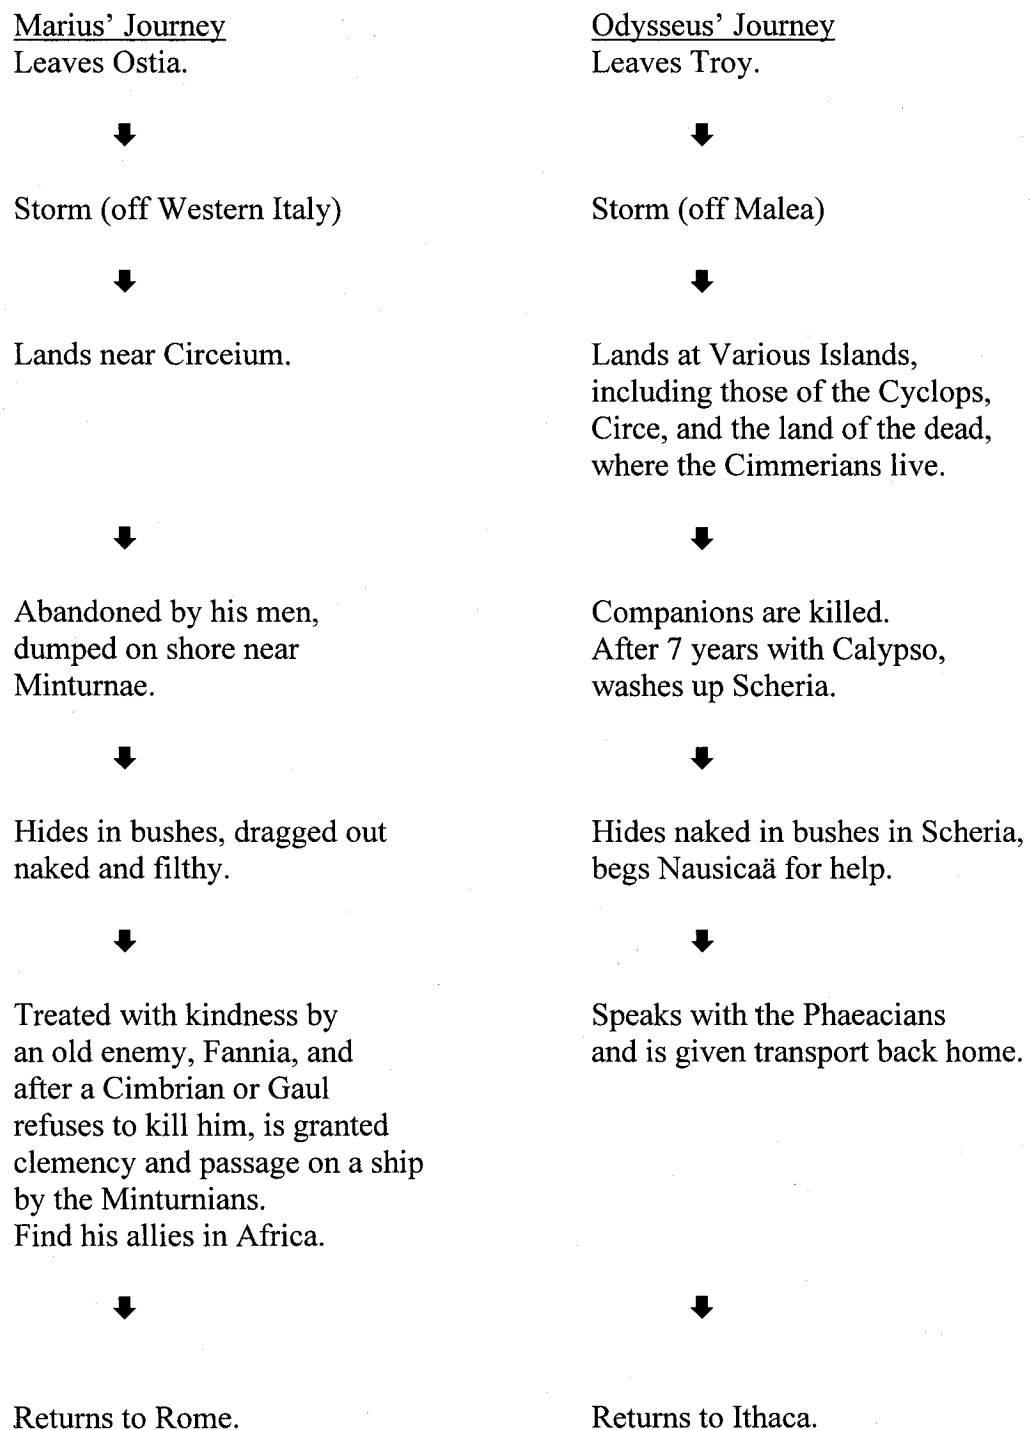 Marius' Journey
Leaves Ostia.
Storm (off Western Italy)
Lands near Circeium.
Abandoned by his men,
dumped on shore near
Minturnae.
Hides in bushes, dragged out
naked and filthy.
Treated with kindness by
an old enemy, Fannia, and
after a Cimbrian or Gaul
refuses to kill him, is granted
clemency and passage on a ship
by the Minturnians.
Find his allies in Africa.
Returns to Rome.
Odysseus' Journey
Leaves Troy.
Storm (off Malea)
Lands at Various Islands,
including those of the Cyclops,
Circe, and the land of the dead,
where the Cimmerians live.
Companions are killed.
After 7 years with Calypso,
washes up Scheria.
Hides naked in bushes in Scheria,
begs Nausicaä for help.
Speaks with the Phaeacians
and is given transport back home.
Returns to Ithaca.